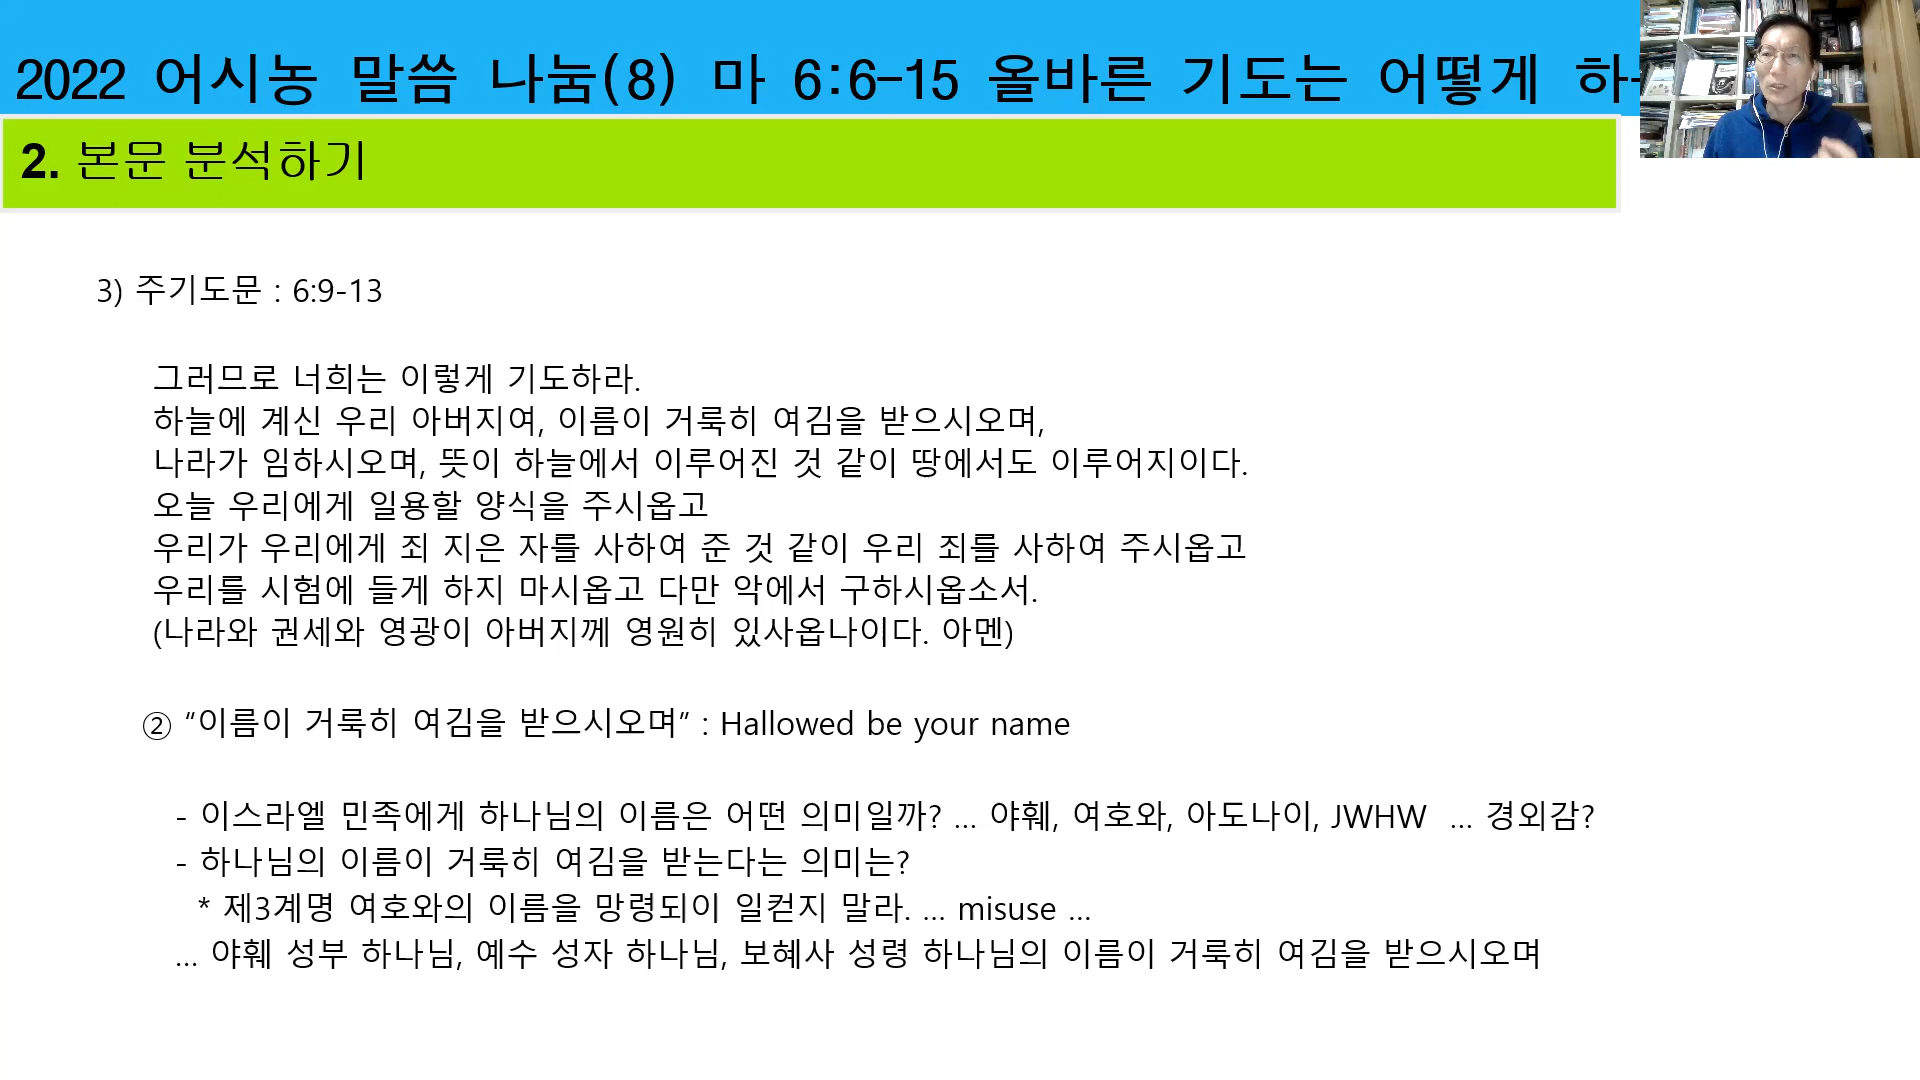 2022 어시농 말씀 나눔(8) 마 6:6-15 올바른 기도는 어떻게 하
2. 본문 분석하기
3) 주기도문 : 6:9-13
그러므로 너희는 이렇게 기도하라.
하늘에 계신 우리 아버지여, 이름이 거룩히 여김을 받으시오며,
나라가 임하시오며, 뜻이 하늘에서 이루어진 것 같이 땅에서도 이루어지이다.
오늘 우리에게 일용할 양식을 주시옵고
우리가 우리에게 죄 지은 자를 사하여 준 것 같이 우리 죄를 사하여 주시옵고
우리를 시험에 들게 하지 마시옵고 다만 악에서 구하시옵소서.
(나라와 권세와 영광이 아버지께 영원히 있사옵나이다. 아멘)
② “이름이 거룩히 여김을 받으시오며” : Hallowed be your name
- 이스라엘 민족에게 하나님의 이름은 어떤 의미일까? ... 야훼, 여호와, 아도나이, JWHW ... 경외감?
- 하나님의 이름이 거룩히 여김을 받는다는 의미는?
* 제3계명 여호와의 이름을 망령되이 일컫지 말라. ... misuse ...
... 야훼 성부 하나님, 예수 성자 하나님, 보혜사 성령 하나님의 이름이 거룩히 여김을 받으시오며